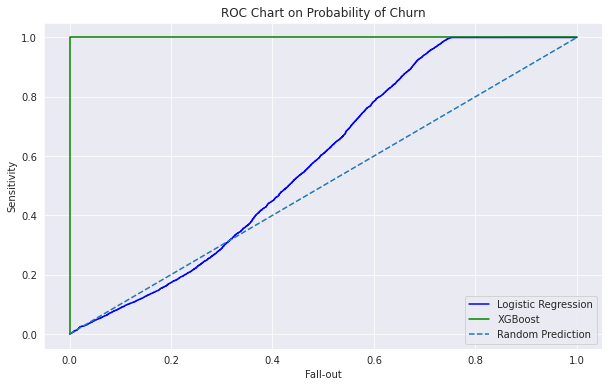 ROC Chart on Probability of Churn
1.0
0.8
0.6
0.4
0.2
0.0
Sensitivity
Logistic Regression
XGBoost
Random Prediction
0.0 0.2 0.4 0.6 0.8 1.0
Fall-out